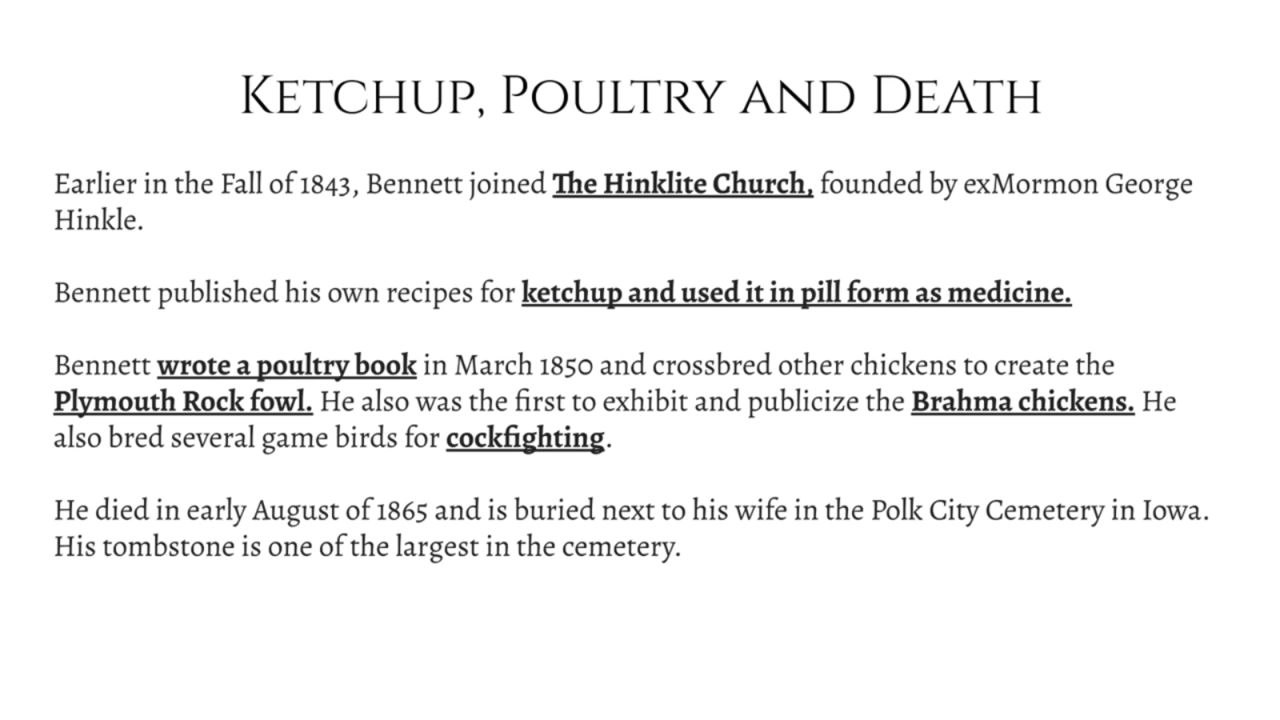 Ketchup, Poultry and Death
Earlier in the Fall of 1843, Bennett joined The Hinklite Church, founded by exMormon George
Hinkle.
Bennett published his own recipes for ketchup and used it in pill form as medicine.
Bennett wrote a poultry book in March 1850 and crossbred other chickens to create the
Plymouth Rock fowl. He also was the first to exhibit and publicize the Brahma chickens. He
also bred several game birds for cockfighting.
He died in early August of 1865 and is buried next to his wife in the Polk City Cemetery in Iowa.
His tombstone is one of the largest in the cemetery.